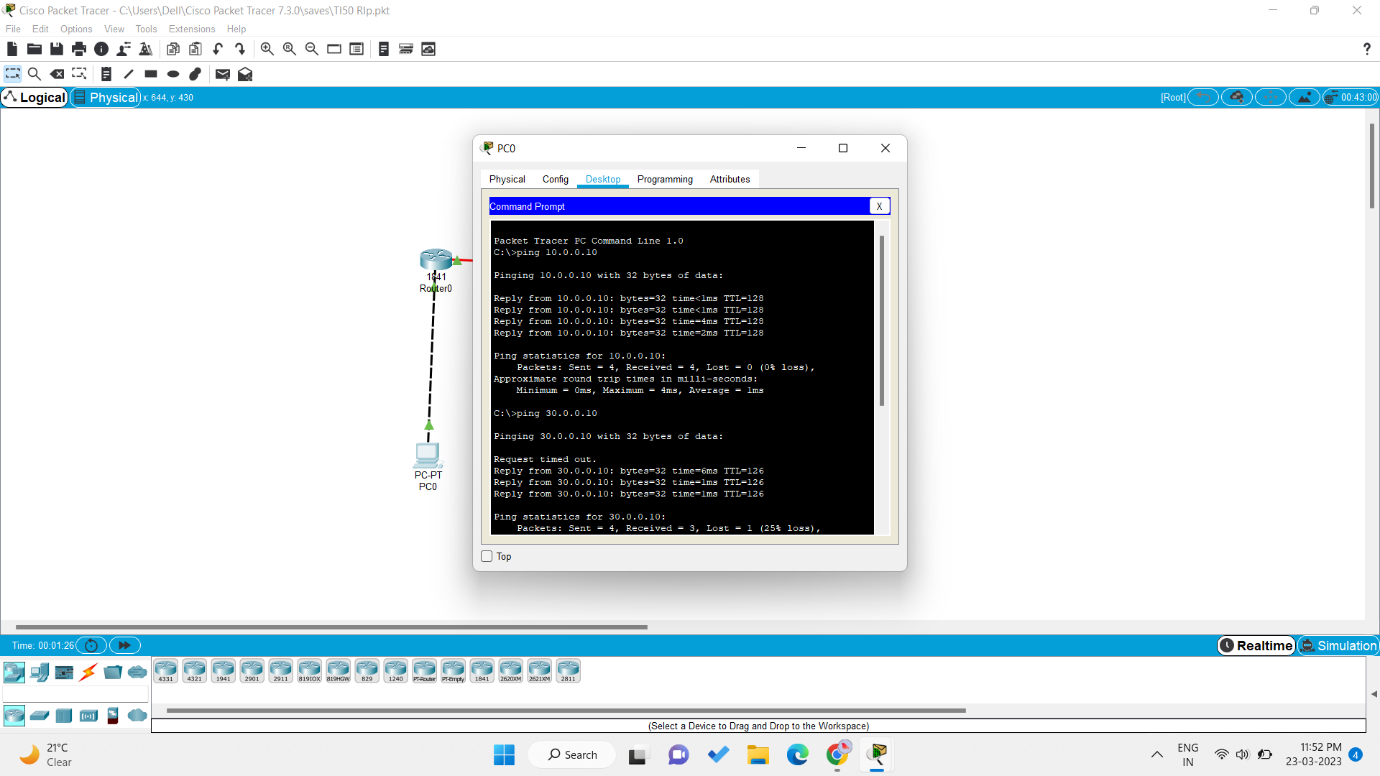 Cisco Packet Tracer - C:\Users\Dell\Cisco Packet Tracer 7.3.0\saves\TI50 RIp.pkt
File Edit Options View Tools Extensions Help
?
Logical Physical x: 644, y: 430 [Root] 00:43:00
PC0
Physical Config Desktop Programming Attributes
Command Prompt X
Packet Tracer PC Command Line 1.0
C:\>ping 10.0.0.10
Pinging 10.0.0.10 with 32 bytes of data:
Reply from 10.0.0.10: bytes=32 time<1ms TTL=128
Reply from 10.0.0.10: bytes=32 time<1ms TTL=128
Reply from 10.0.0.10: bytes=32 time=4ms TTL=128
Reply from 10.0.0.10: bytes=32 time=2ms TTL=128
Ping statistics for 10.0.0.10:
Packets: Sent = 4, Received = 4, Lost = 0 (0% loss),
Approximate round trip times in milli-seconds:
Minimum = 0ms, Maximum = 4ms, Average = 1ms
C:\>ping 30.0.0.10
Pinging 30.0.0.10 with 32 bytes of data:
Request timed out.
Reply from 30.0.0.10: bytes=32 time=6ms TTL=126
Reply from 30.0.0.10: bytes=32 time=1ms TTL=126
Reply from 30.0.0.10: bytes=32 time=1ms TTL=126
Ping statistics for 30.0.0.10:
Packets: Sent = 4, Received = 3, Lost = 1 (25% loss),
Top
1841
Router0
PC-PT
PC0
Time: 00:01:26 Realtime Simulation
4331 4321 1941 2901 2911 819IOX 819HGW 829 1240 PT-Router PT-Empty 1841 2620XM 2621XM 2811
(Select a Device to Drag and Drop to the Workspace)
21°C
Clear
Search
ENG
IN
11:52 PM
23-03-2023
4